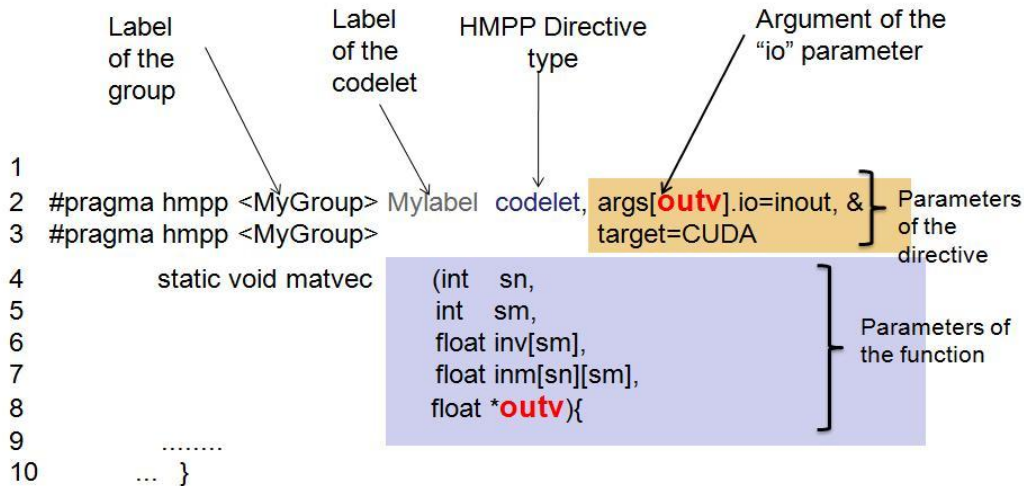 Label of the group
Label of the codelet
HMPP Directive type
Argument of the “io” parameter
1
2 #pragma hmpp <MyGroup> Mylabel codelet, args[outv].io=inout, &
3 #pragma hmpp <MyGroup> target=CUDA
Parameters of the directive
4 static void matvec (int sn,
5 int sm,
6 float inv[sm],
7 float inm[sn][sm],
8 float *outv){
Parameters of the function
9 ........
10 ... }